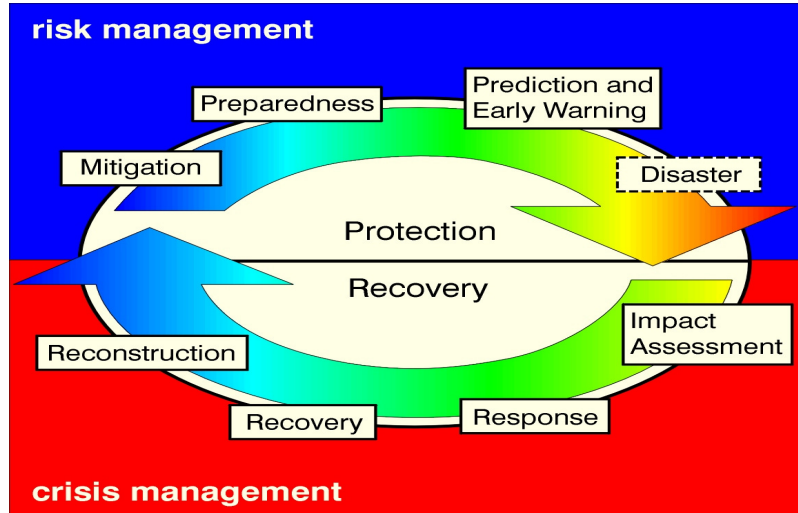 risk management
Preparedness
Prediction and
Early Warning
Mitigation
Disaster
Protection
Recovery
Impact
Assessment
Reconstruction
Recovery
Response
crisis management